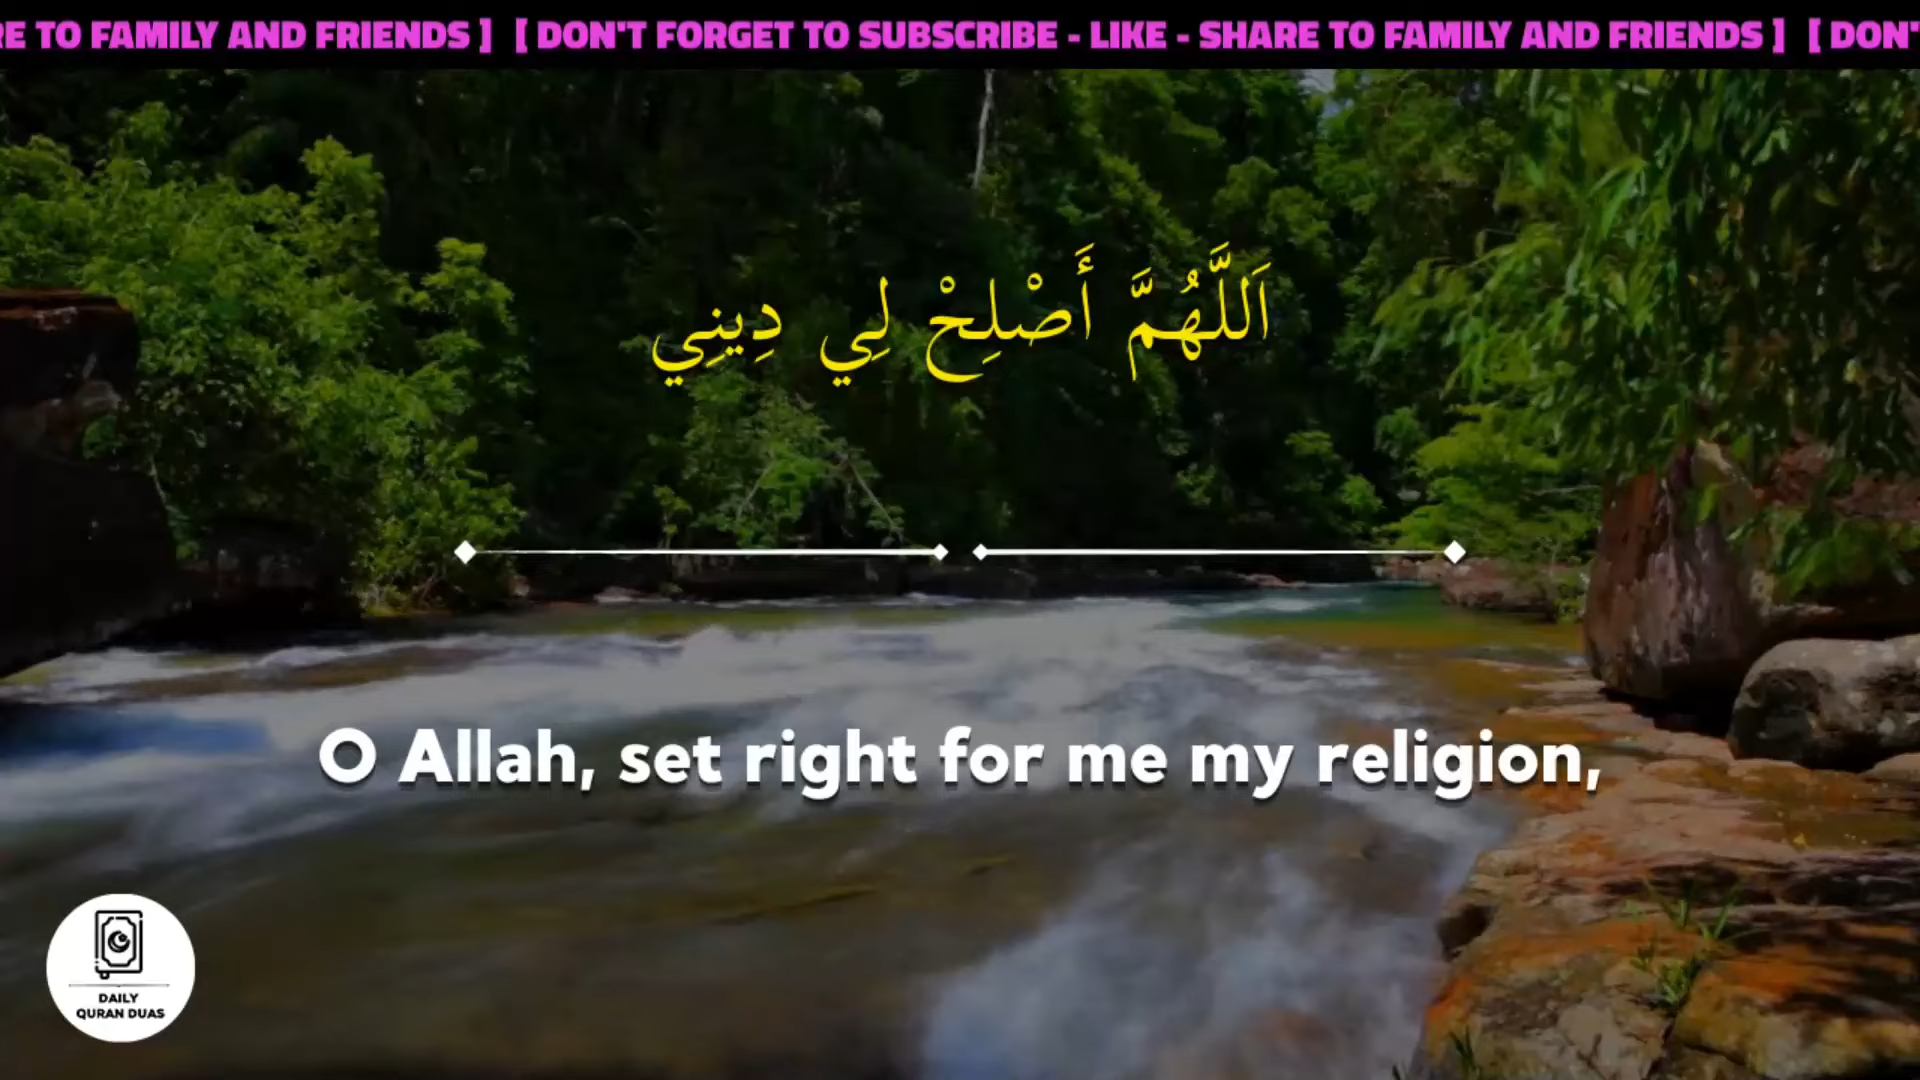 RE TO FAMILY AND FRIENDS ] [ DON'T FORGET TO SUBSCRIBE - LIKE - SHARE TO FAMILY AND FRIENDS ] [ DON'
اَللَّهُمَّ أَصْلِحْ لِي دِينِي
O Allah, set right for me my religion,
DAILY
QURAN DUAS